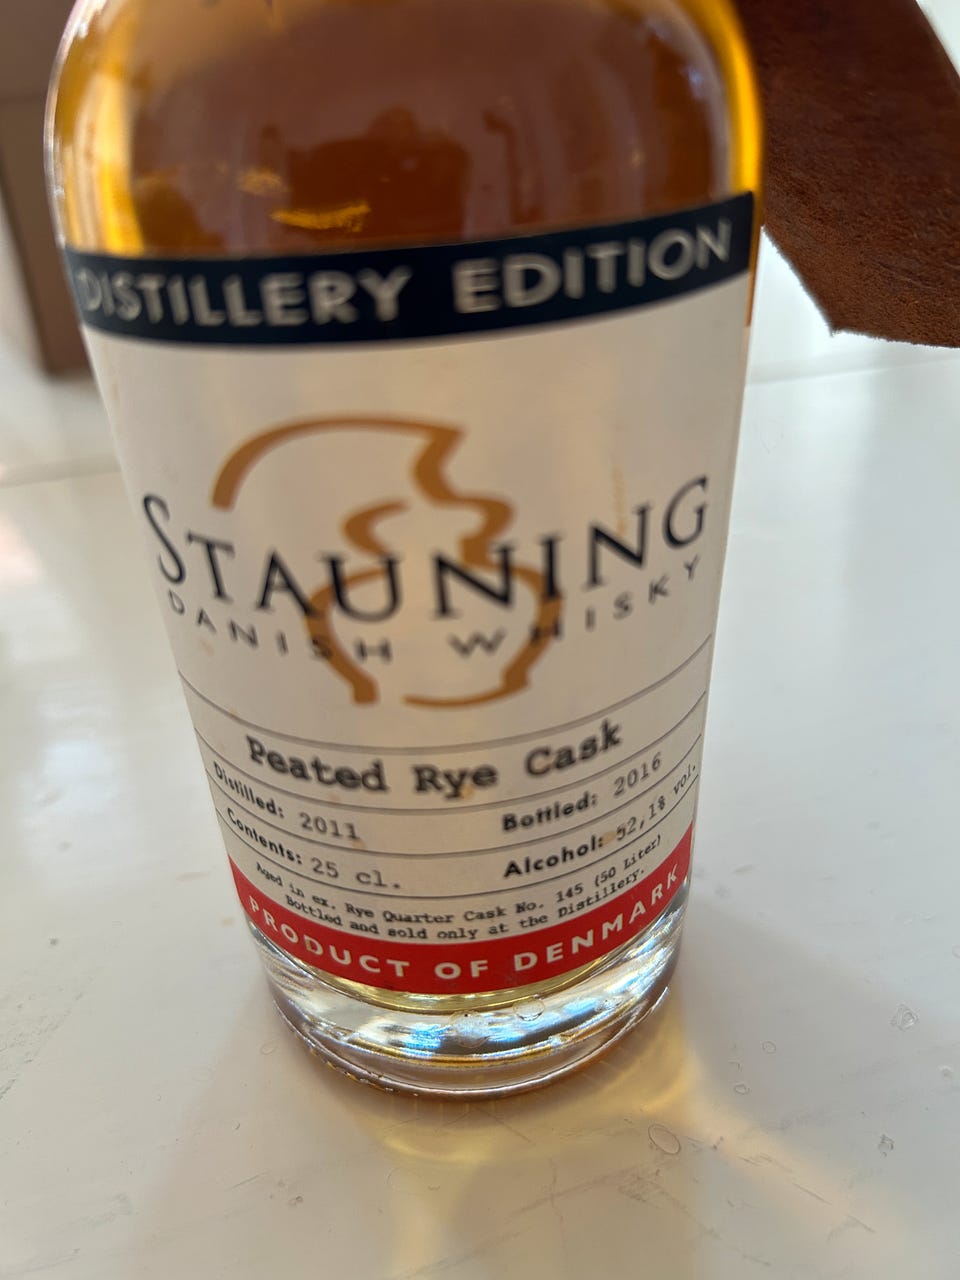 DISTILLERY EDITION
STAUNING
DANISH WHISKY
Peated Rye Cask
Distilled: 2011 Bottled: 2016
Contents: 25 cl. Alcohol: 52,1% vol.
Aged in ex. Rye Quarter Cask No. 145 (50 Liter)
Bottled and sold only at the Distillery.
PRODUCT OF DENMARK